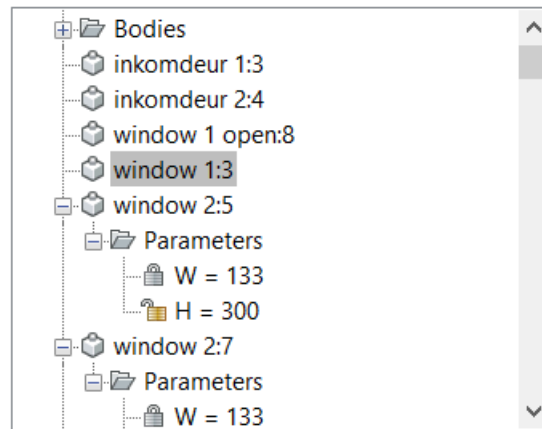 Bodies
inkomdeur 1:3
inkomdeur 2:4
window 1 open:8
window 1:3
window 2:5
Parameters
W = 133
H = 300
window 2:7
Parameters
W = 133